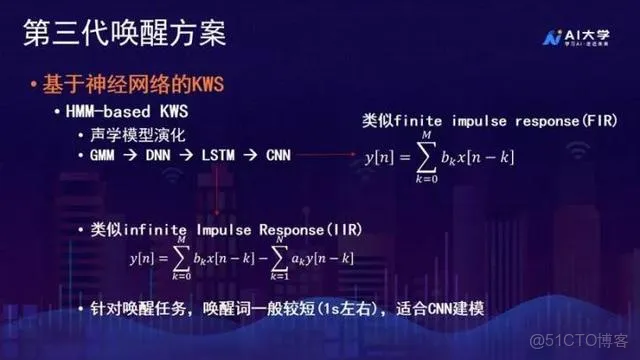 第三代唤醒方案
AI大学
学习AI·走近未来
• 基于神经网络的KWS
• HMM-based KWS
• 声学模型演化
• GMM → DNN → LSTM → CNN
类似finite impulse response(FIR)
y[n] = ∑_{k=0}^{M} b_k x[n − k]
• 类似infinite Impulse Response(IIR)
y[n] = ∑_{k=0}^{M} b_k x[n − k] − ∑_{k=1}^{N} a_k y[n − k]
• 针对唤醒任务，唤醒词一般较短(1s左右)，适合CNN建模
@51CTO博客